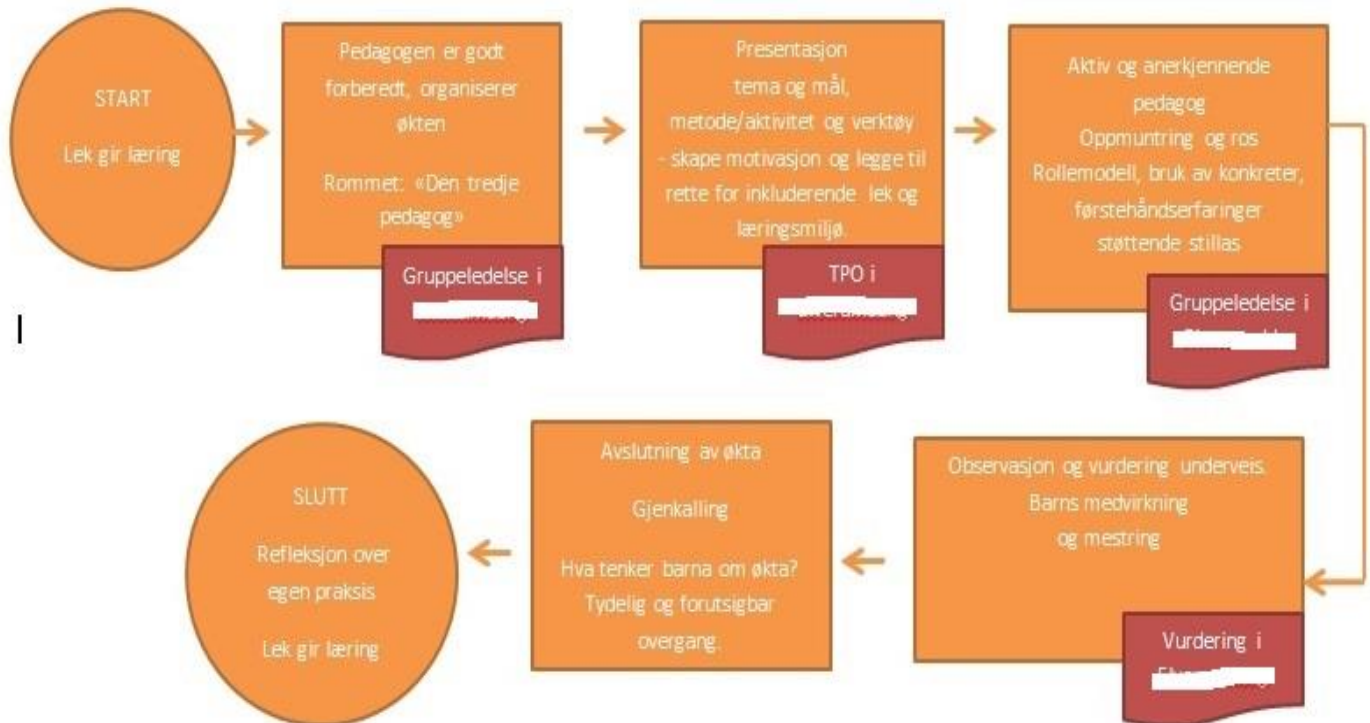 START
Lek gir læring
Pedagogen er godt
forberedt, organiserer
økten
Rommet: «Den tredje
pedagog»
Gruppeledelse i
Presentasjon
tema og mål,
metode/aktivitet og verktøy
- skape motivasjon og legge til
rette for inkluderende lek og
læringsmiljø.
TPO i
Aktiv og anerkjennende
pedagog
Oppmuntring og ros
Rollemodell, bruk av konkreter,
førstehåndserfaringer
støttende stillas
Gruppeledelse i
Observasjon og vurdering underveis.
Barns medvirkning
og mestring
Vurdering i
Avslutning av økta
Gjenkalling
Hva tenker barna om økta?
Tydelig og forutsigbar
overgang.
SLUTT
Refleksjon over
egen praksis
Lek gir læring